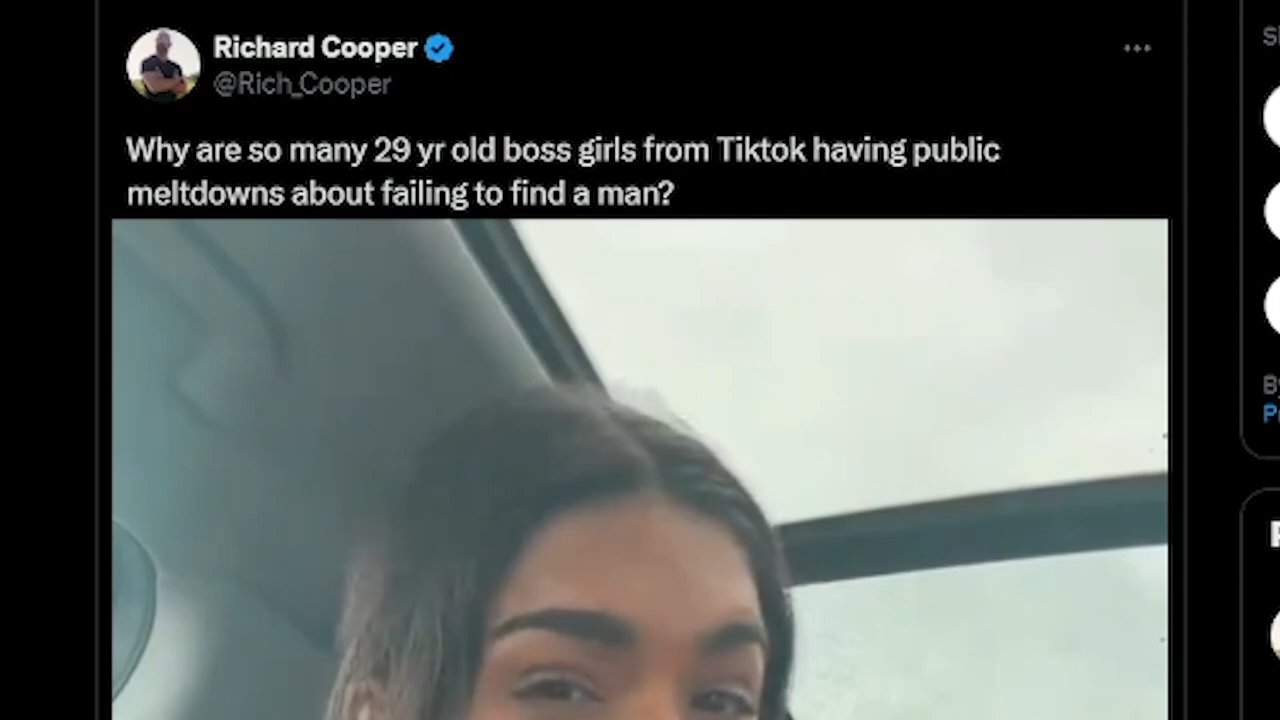 Richard Cooper
@Rich_Cooper
Why are so many 29 yr old boss girls from Tiktok having public
meltdowns about failing to find a man?